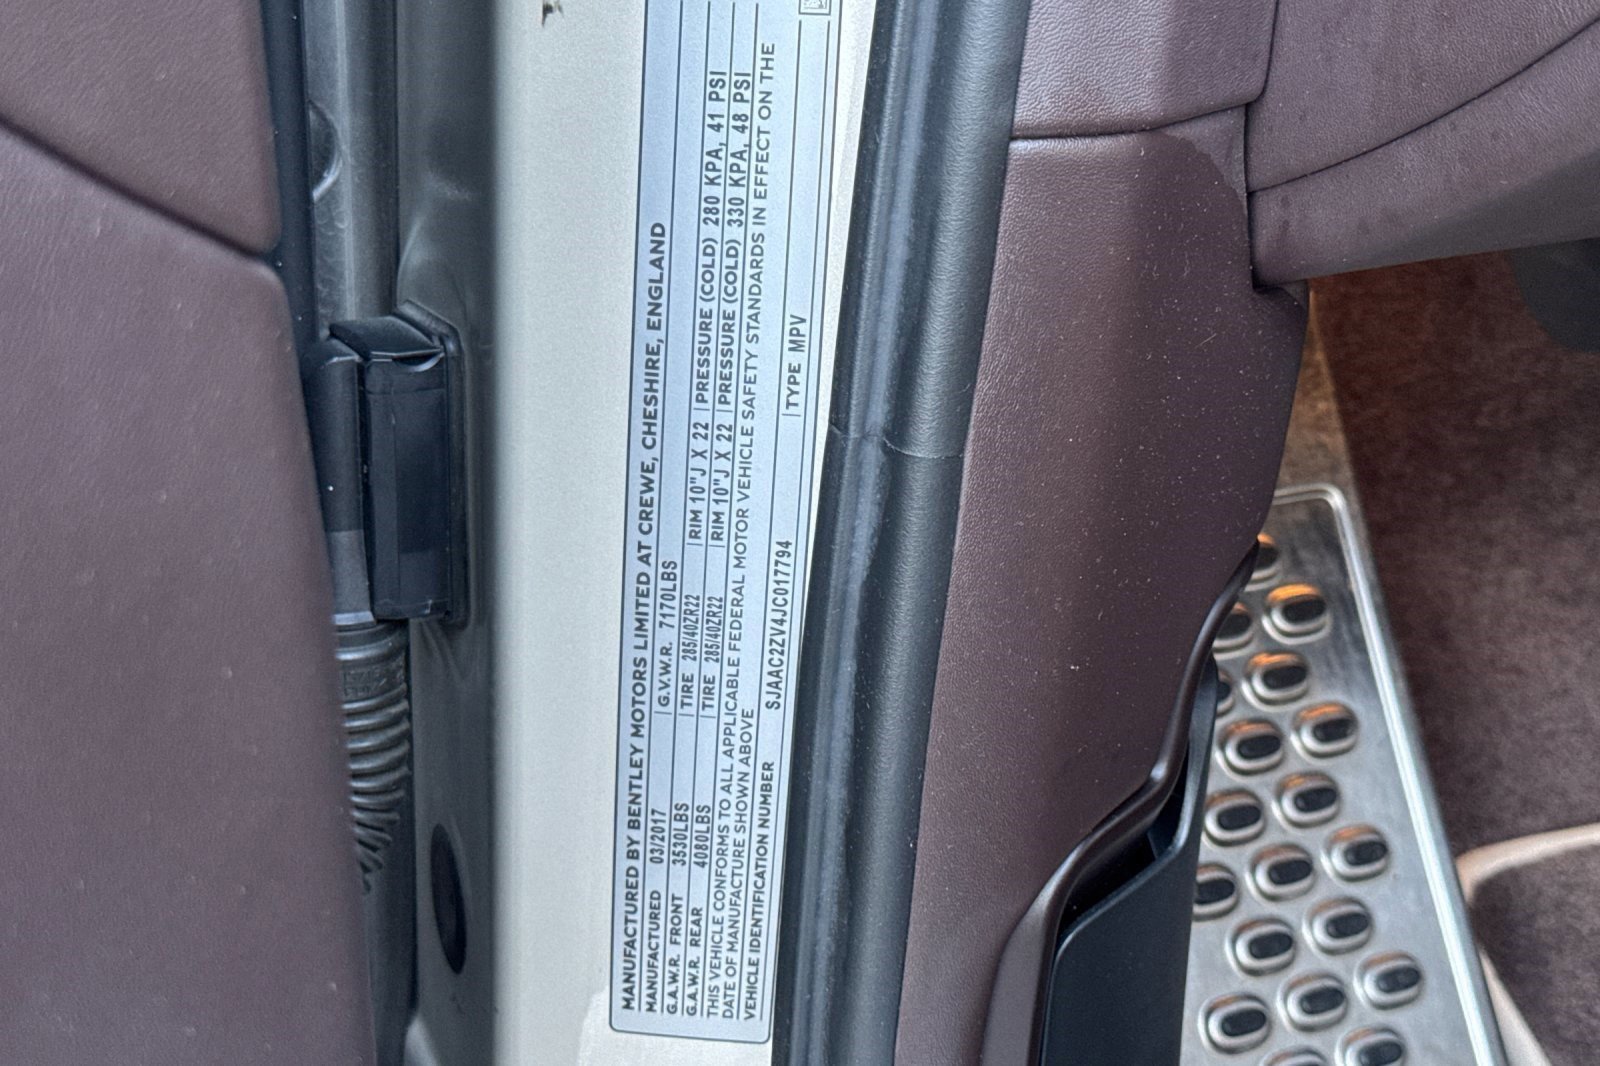 MANUFACTURED BY BENTLEY MOTORS LIMITED AT CREWE, CHESHIRE, ENGLAND
MANUFACTURED 03/2017 G.V.W.R. 7170LBS
G.A.W.R. FRONT 3530LBS TIRE 285/40ZR22 RIM 10"J X 22 PRESSURE (COLD) 280 KPA, 41 PSI
G.A.W.R. REAR 4080LBS TIRE 285/40ZR22 RIM 10"J X 22 PRESSURE (COLD) 330 KPA, 48 PSI
THIS VEHICLE CONFORMS TO ALL APPLICABLE FEDERAL MOTOR VEHICLE SAFETY STANDARDS IN EFFECT ON THE
DATE OF MANUFACTURE SHOWN ABOVE
VEHICLE IDENTIFICATION NUMBER SJAAC2ZV4JC017794 TYPE MPV